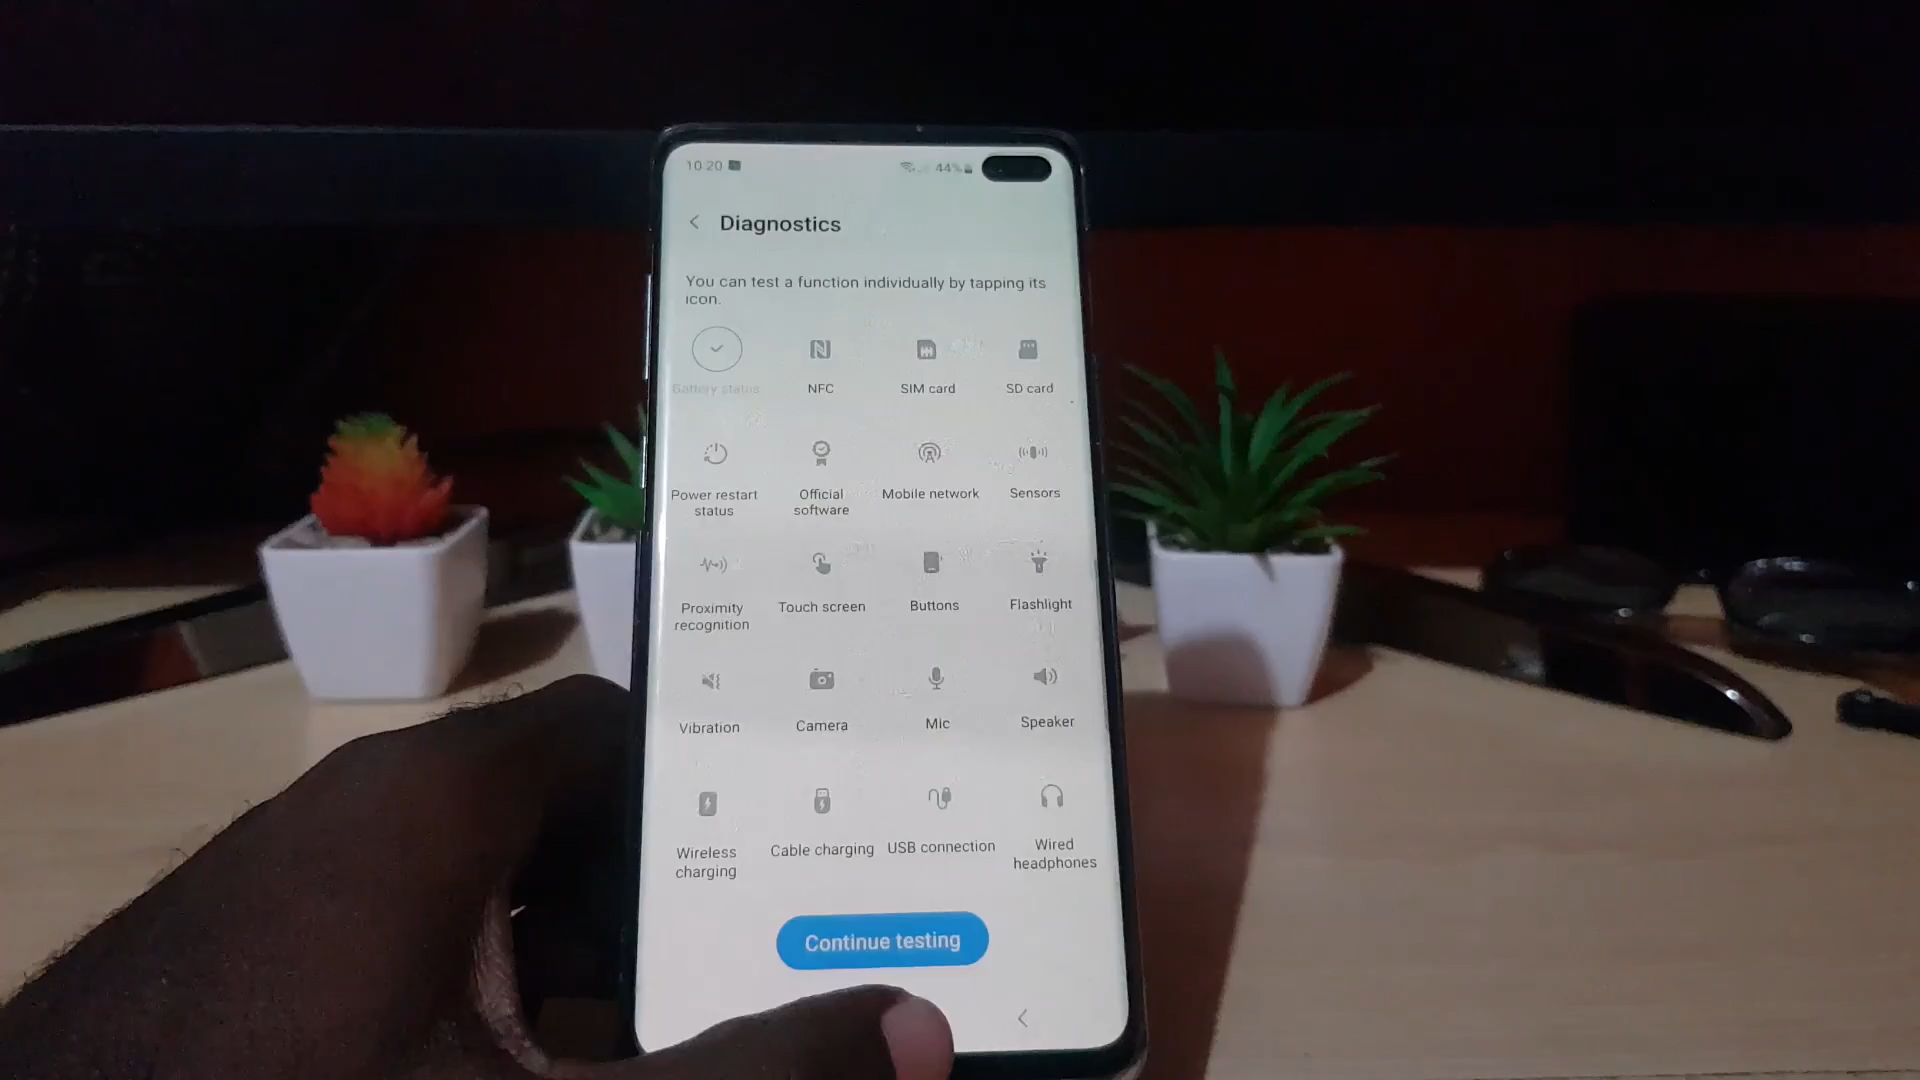 10:20
44%
Diagnostics
You can test a function individually by tapping its
icon.
Battery status
NFC
SIM card
SD card
Power restart
status
Official
software
Mobile network
Sensors
Proximity
recognition
Touch screen
Buttons
Flashlight
Vibration
Camera
Mic
Speaker
Wireless
charging
Cable charging
USB connection
Wired
headphones
Continue testing